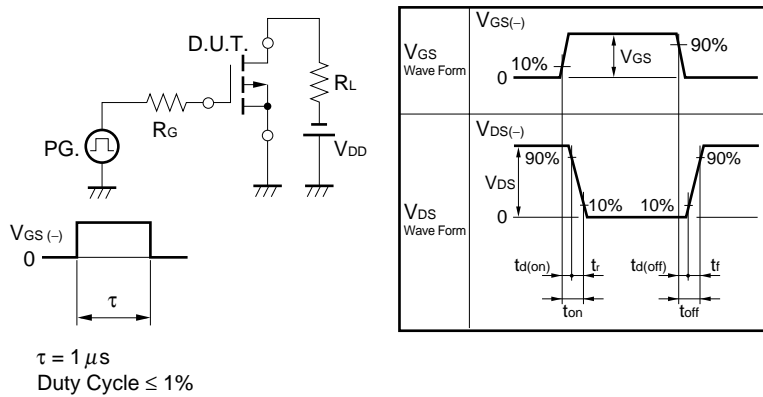 D.U.T.
RL
RG
PG.
VDD
VGS (−)
0
τ
τ = 1 μs
Duty Cycle ≤ 1%
VGS
Wave Form
VGS(−)
10%
VGS
90%
0
VDS
Wave Form
VDS(−)
90%
90%
VDS
10%
10%
0
td(on)
tr
td(off)
tf
ton
toff